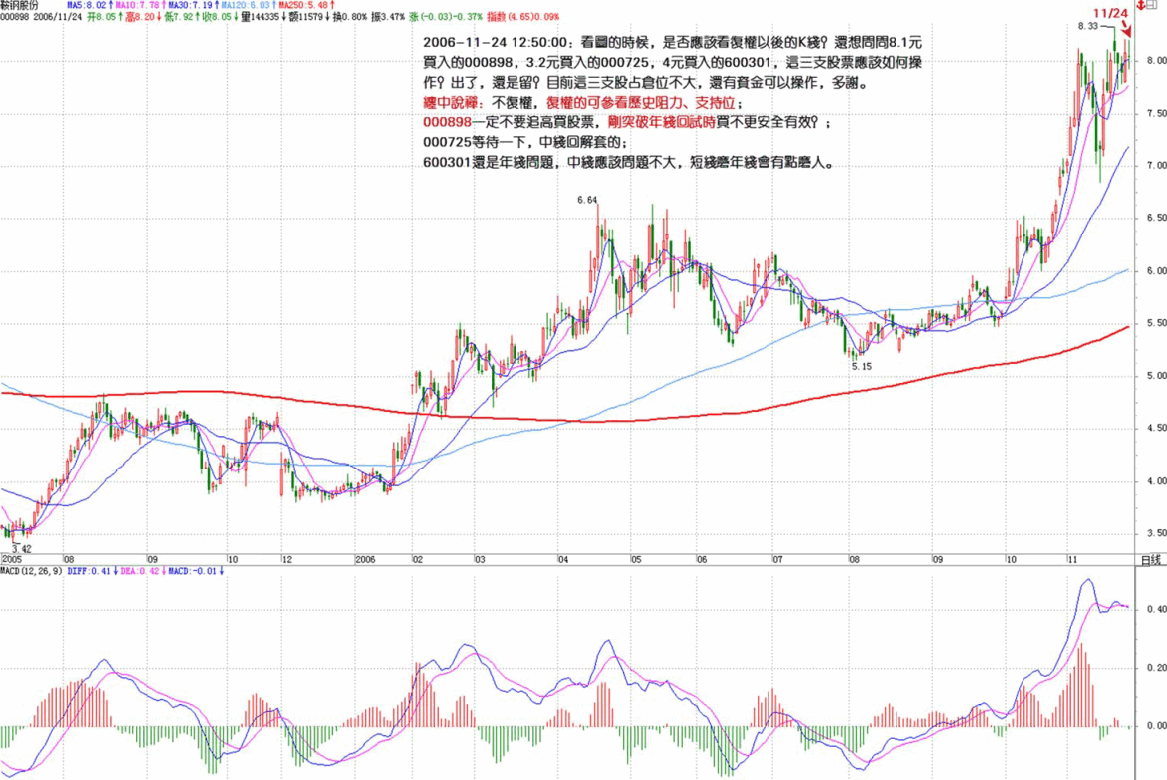 鞍钢股份 MA5:8.02↑MA10:7.78↑MA30:7.19↑MA120:6.03↑MA250:5.48↑
000898 2006/11/24 开8.05↑高8.20↓低7.92↑收8.05↓量144335↓额11579↓换0.80% 振3.47% 涨(-0.03)-0.37% 指数(4.65)0.09%
11/24
8.33
2006-11-24 12:50:00：看圖的時候，是否應該看復權以後的K綫？還想問問8.1元
買入的000898，3.2元買入的000725，4元買入的600301，這三支股票應該如何操
作？出了，還是留？目前這三支股占倉位不大，還有資金可以操作，多謝。
纏中說禪：不復權，復權的可參看歷史阻力、支持位；
000898一定不要追高買股票，剛突破年綫回試時買不更安全有效？；
000725等待一下，中綫回解套的；
600301還是年綫問題，中綫應該問題不大，短綫磨年綫會有點磨人。
8.00
7.50
7.00
6.64
6.50
6.00
5.50
5.15
5.00
4.50
4.00
3.50
3.42
2005 08 09 10 12 2006 02 03 04 05 06 07 08 09 10 11 日线
MACD(12,26,9) DIFF:0.41↓DEA:0.42↓MACD:-0.01↓
0.40
0.20
0.00